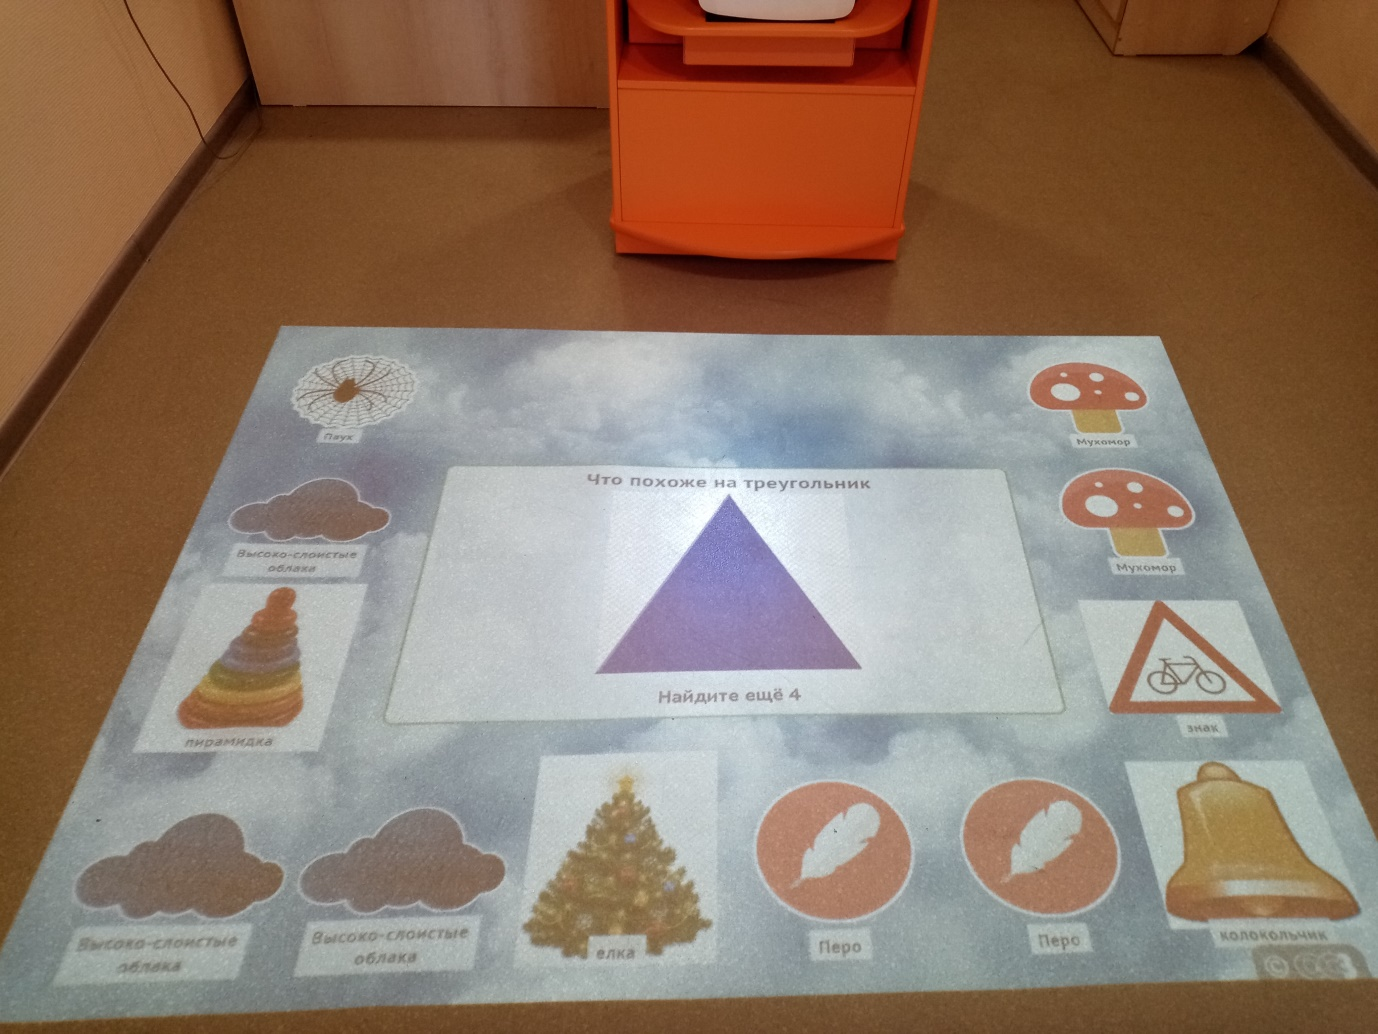 Паук
Мухомор
Что похоже на треугольник
Высоко-слоистые
облака
Мухомор
Найдите ещё 4
знак
пирамидка
Высоко-слоистые
облака
Высоко-слоистые
облака
елка
Перо
Перо
колокольчик